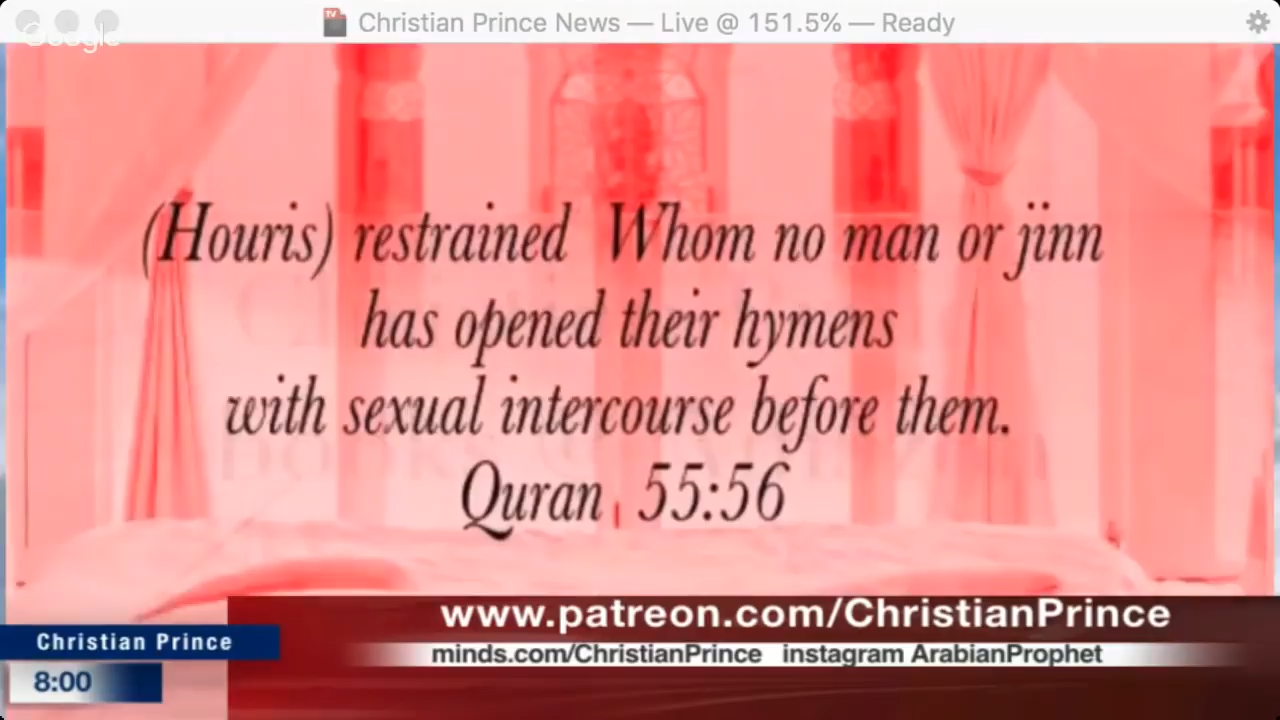 Christian Prince News — Live @ 151.5% — Ready
TV
Google
(Houris) restrained Whom no man or jinn
has opened their hymens
with sexual intercourse before them.
Quran 55:56
www.patreon.com/ChristianPrince
Christian Prince
minds.com/ChristianPrince instagram ArabianProphet
8:00